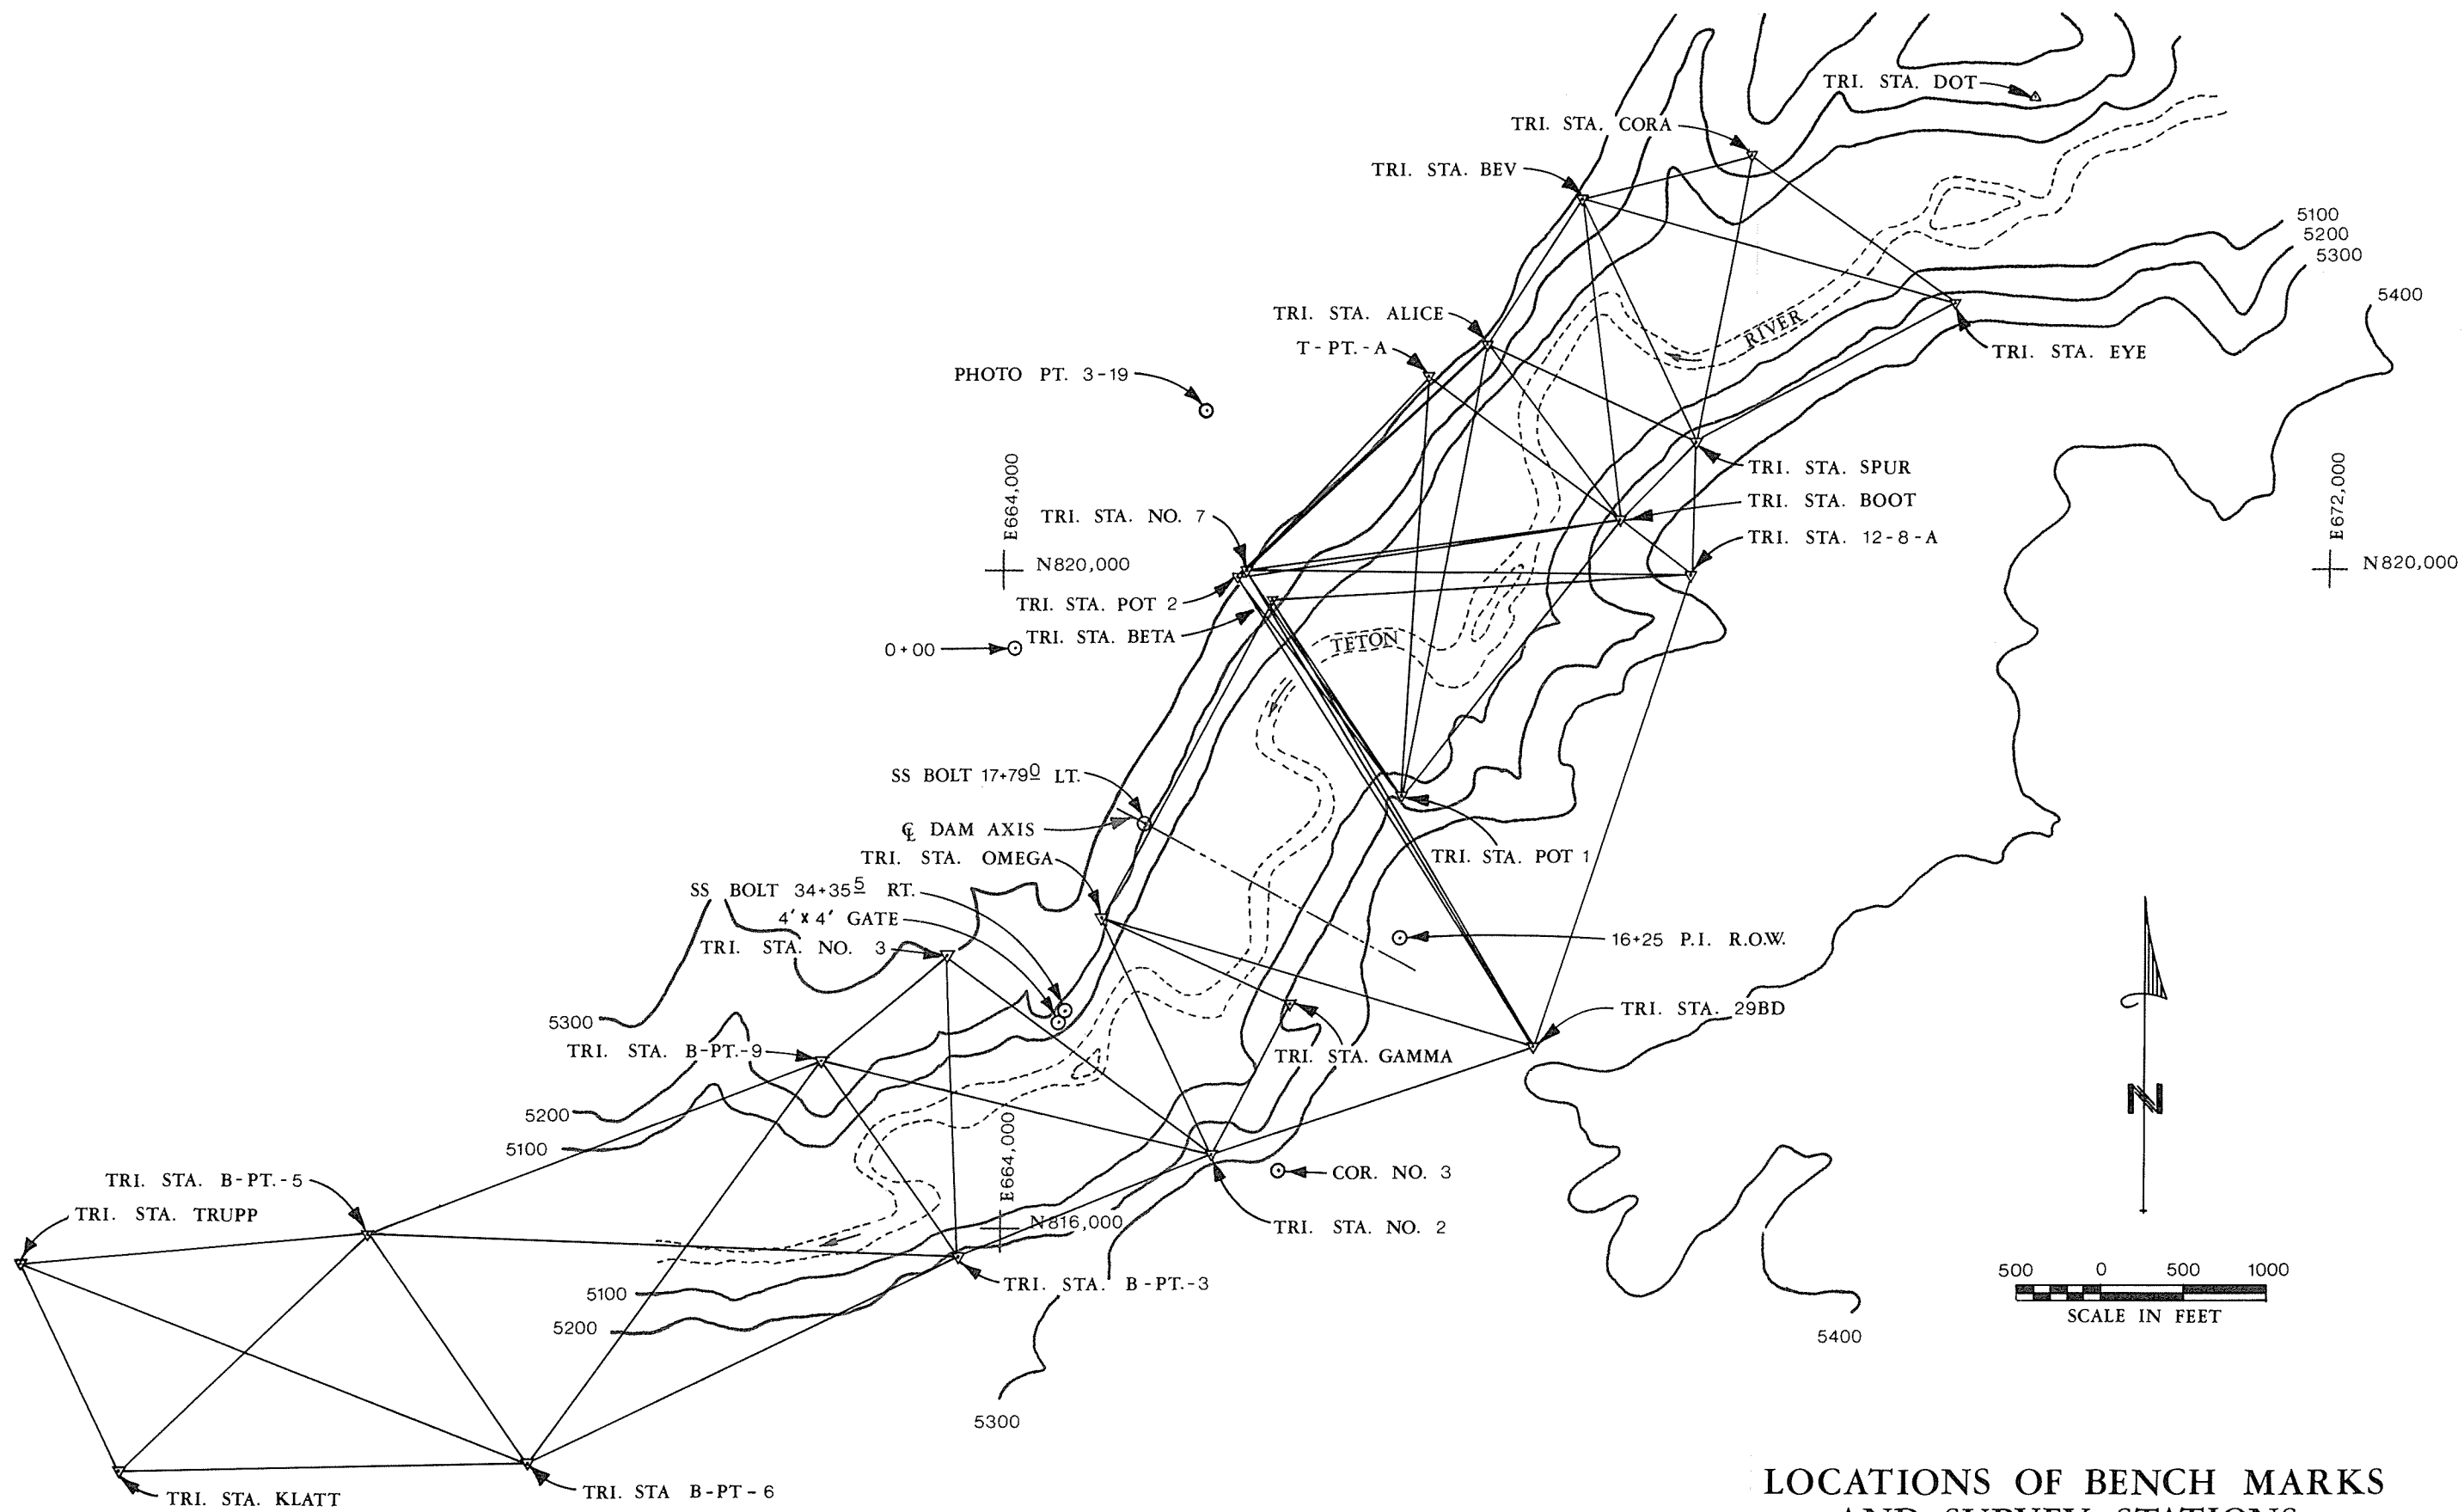 TRI. STA. DOT
TRI. STA. CORA
TRI. STA. BEV
5100
5200
5300
5400
TRI. STA. ALICE
RIVER
T-PT.-A
TRI. STA. EYE
PHOTO PT. 3-19
E664,000
E672,000
TRI. STA. SPUR
TRI. STA. BOOT
TRI. STA. NO. 7
TRI. STA. 12-8-A
N820,000
N820,000
TRI. STA. POT 2
TRI. STA. BETA
TETON
0+00
SS BOLT 17+790 LT.
℄ DAM AXIS
TRI. STA. OMEGA
TRI. STA. POT 1
SS BOLT 34+355 RT.
4'x4' GATE
TRI. STA. NO. 3
16+25 P.I. R.O.W.
5300
TRI. STA. 29BD
TRI. STA. B-PT.-9
TRI. STA. GAMMA
N
5200
5100
E664,000
COR. NO. 3
TRI. STA. B-PT.-5
TRI. STA. TRUPP
N816,000
TRI. STA. NO. 2
500 0 500 1000
SCALE IN FEET
TRI. STA. B-PT.-3
5100
5200
5400
5300
TRI. STA B-PT-6
TRI. STA. KLATT
LOCATIONS OF BENCH MARKS
AND SURVEY STATIONS